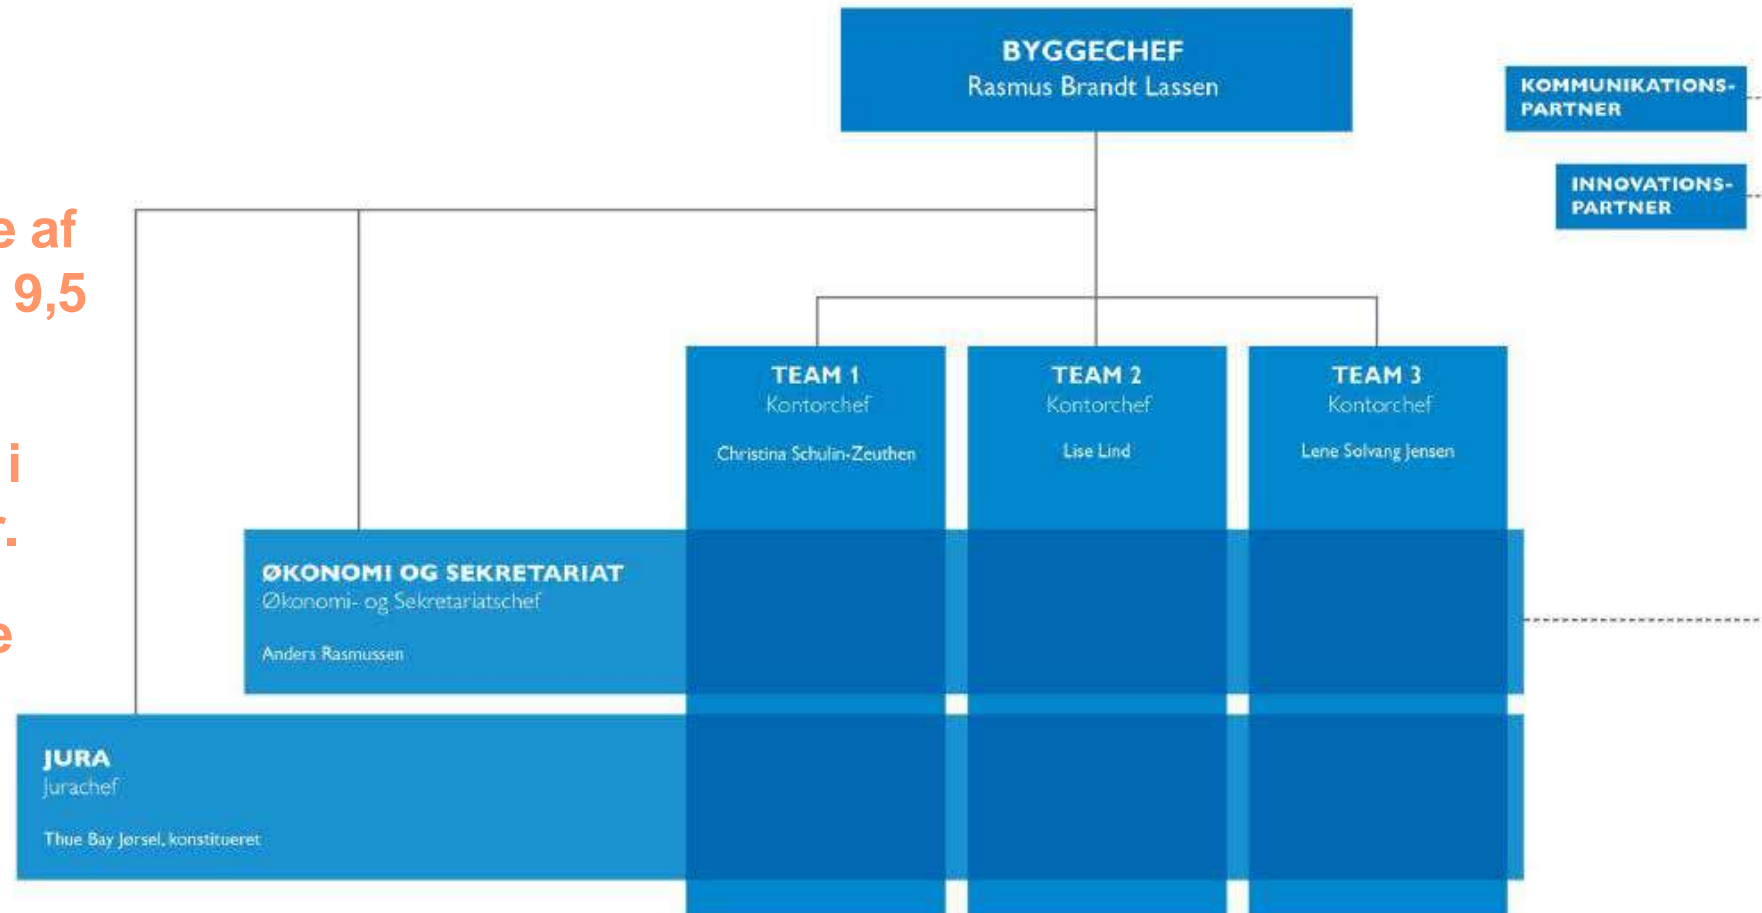 BYGGECHEF
Rasmus Brandt Lassen
KOMMUNIKATIONS-
PARTNER
INNOVATIONS-
PARTNER
e af
9,5
i
r.
e
TEAM 1
Kontorchef
Christina Schulin-Zeuthen
TEAM 2
Kontorchef
Lise Lind
TEAM 3
Kontorchef
Lene Solvang Jensen
ØKONOMI OG SEKRETARIAT
Økonomi- og Sekretariatschef
Anders Rasmussen
JURA
Jurachef
Thue Bay Jørsel, konstitueret